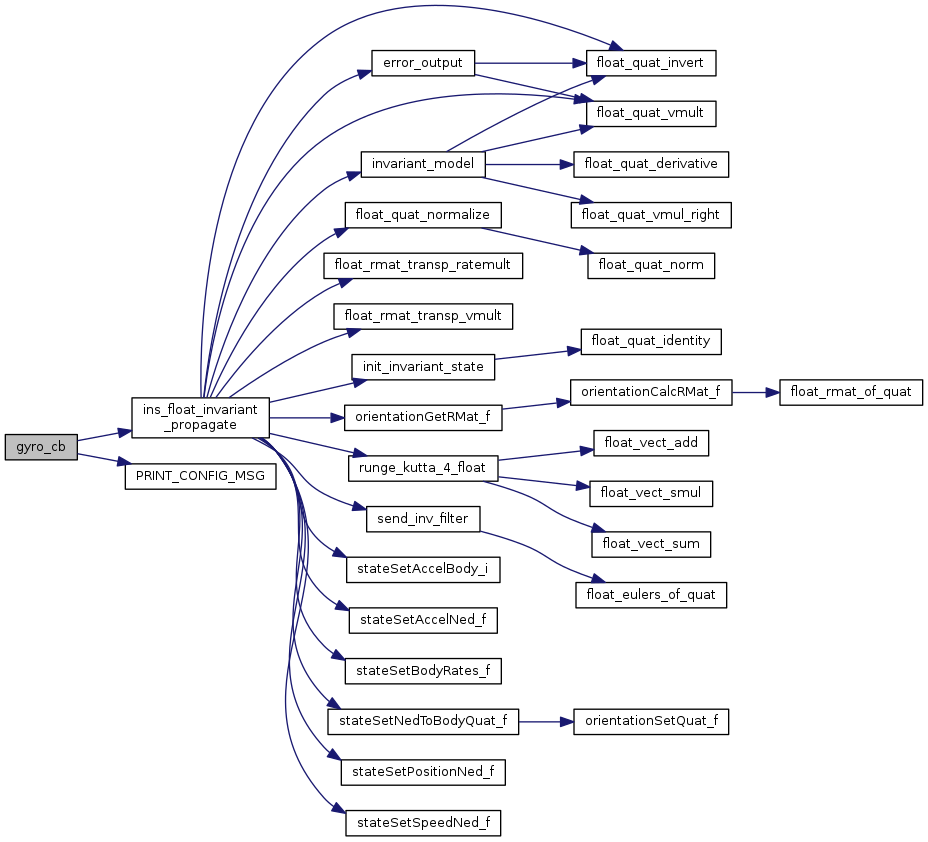 gyro_cb
ins_float_invariant
_propagate
PRINT_CONFIG_MSG
error_output
invariant_model
float_quat_normalize
float_rmat_transp_ratemult
float_rmat_transp_vmult
init_invariant_state
orientationGetRMat_f
runge_kutta_4_float
send_inv_filter
stateSetAccelBody_i
stateSetAccelNed_f
stateSetBodyRates_f
stateSetNedToBodyQuat_f
stateSetPositionNed_f
stateSetSpeedNed_f
float_quat_invert
float_quat_vmult
float_quat_derivative
float_quat_vmul_right
float_quat_norm
float_quat_identity
orientationCalcRMat_f
float_vect_add
float_vect_smul
float_vect_sum
float_eulers_of_quat
orientationSetQuat_f
float_rmat_of_quat